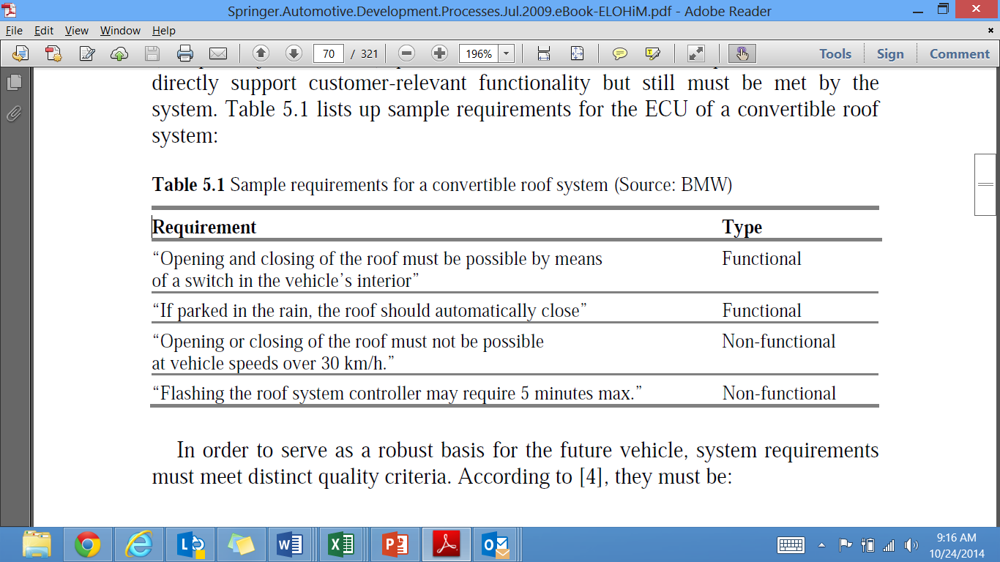 Springer.Automotive.Development.Processes.Jul.2009.eBook-ELOHiM.pdf - Adobe Reader
File Edit View Window Help
70 / 321 196% Tools Sign Comment
directly support customer-relevant functionality but still must be met by the
system. Table 5.1 lists up sample requirements for the ECU of a convertible roof
system:
Table 5.1 Sample requirements for a convertible roof system (Source: BMW)
Requirement Type
“Opening and closing of the roof must be possible by means Functional
of a switch in the vehicle’s interior”
“If parked in the rain, the roof should automatically close” Functional
“Opening or closing of the roof must not be possible Non-functional
at vehicle speeds over 30 km/h.”
“Flashing the roof system controller may require 5 minutes max.” Non-functional
In order to serve as a robust basis for the future vehicle, system requirements
must meet distinct quality criteria. According to [4], they must be:
9:16 AM
10/24/2014